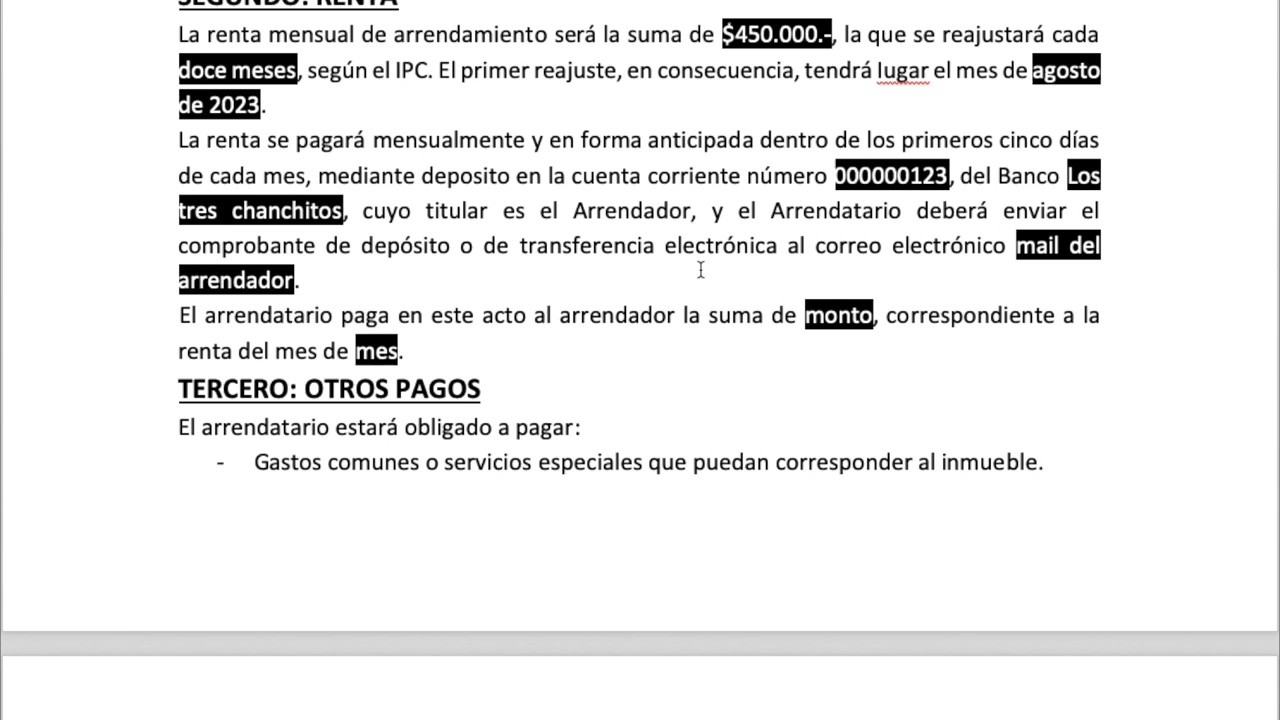 SEGUNDO: RENTA
La renta mensual de arrendamiento será la suma de $450.000.-, la que se reajustará cada
doce meses, según el IPC. El primer reajuste, en consecuencia, tendrá lugar el mes de agosto
de 2023.
La renta se pagará mensualmente y en forma anticipada dentro de los primeros cinco días
de cada mes, mediante deposito en la cuenta corriente número 000000123, del Banco Los
tres chanchitos, cuyo titular es el Arrendador, y el Arrendatario deberá enviar el
comprobante de depósito o de transferencia electrónica al correo electrónico mail del
arrendador.
El arrendatario paga en este acto al arrendador la suma de monto, correspondiente a la
renta del mes de mes.
TERCERO: OTROS PAGOS
El arrendatario estará obligado a pagar:
- Gastos comunes o servicios especiales que puedan corresponder al inmueble.